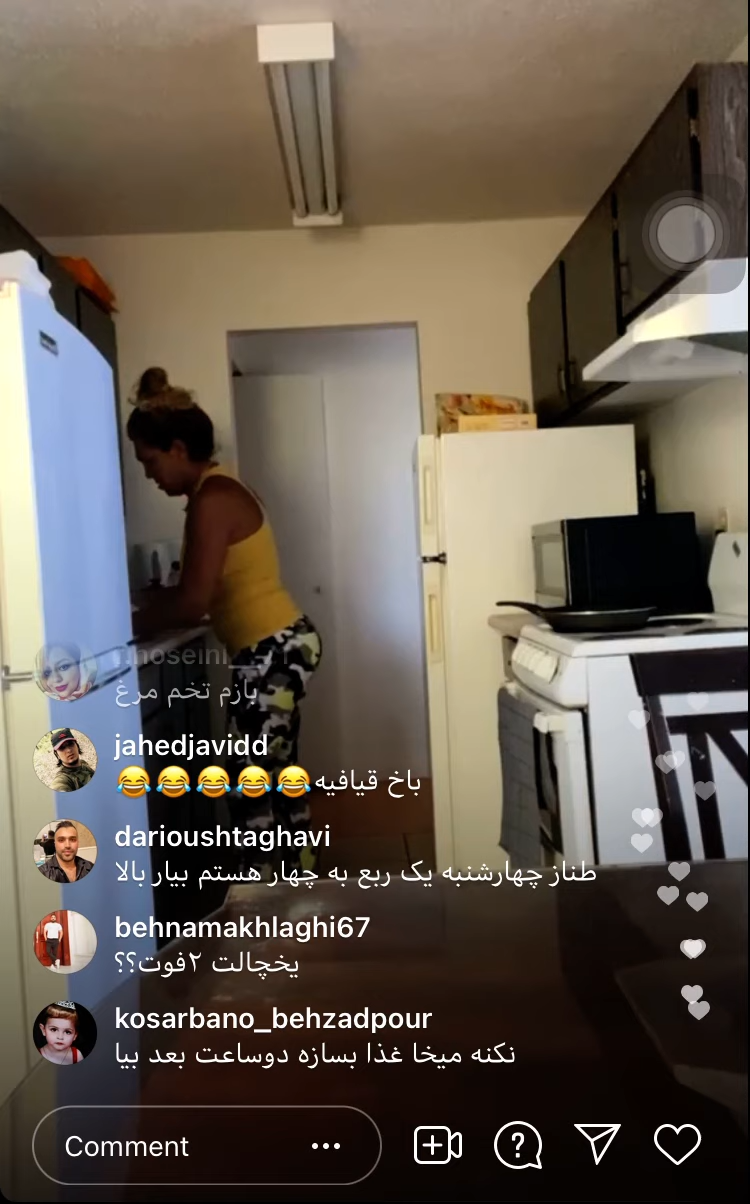 بازم تخم مرغ
jahedjavidd
باخ قیافیه😂😂😂😂😂
darioushtaghavi
طناز چهارشنبه یک ربع به چهار هستم بیار بالا
behnamakhlaghi67
یخچالت ۲فوت؟؟
kosarbano_behzadpour
نکنه میخا غذا بسازه دوساعت بعد بیا
Comment